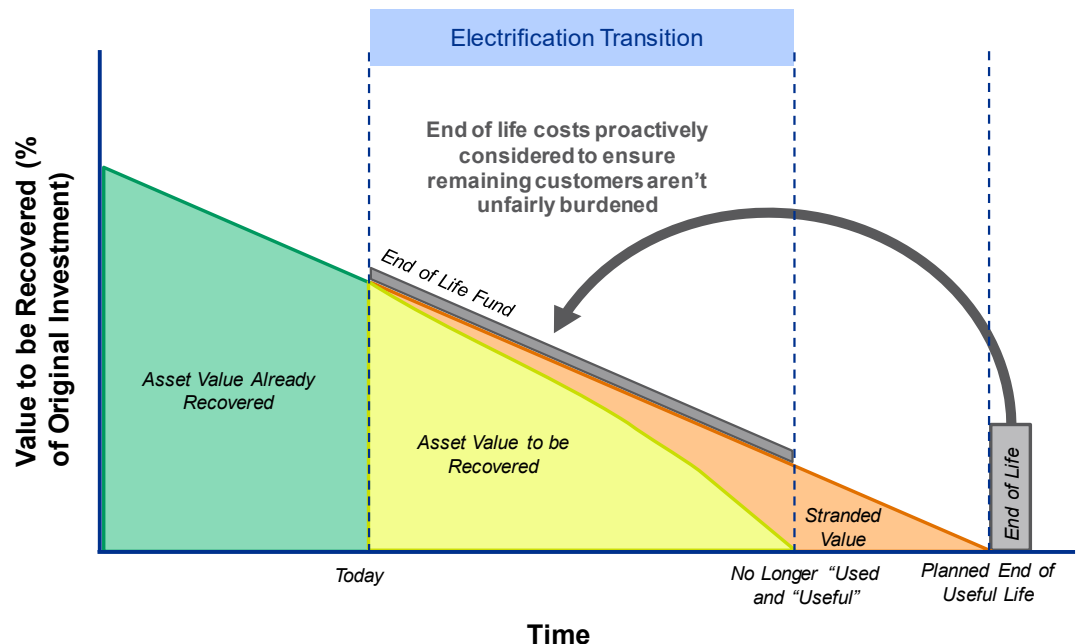 Electrification Transition
End of life costs proactively
considered to ensure
remaining customers aren't
unfairly burdened
Value to be Recovered (%
of Original Investment)
End of Life Fund
Asset Value Already
Recovered
Asset Value to be
Recovered
Stranded
Value
End of Life
Today
No Longer “Used
and “Useful”
Planned End of
Useful Life
Time